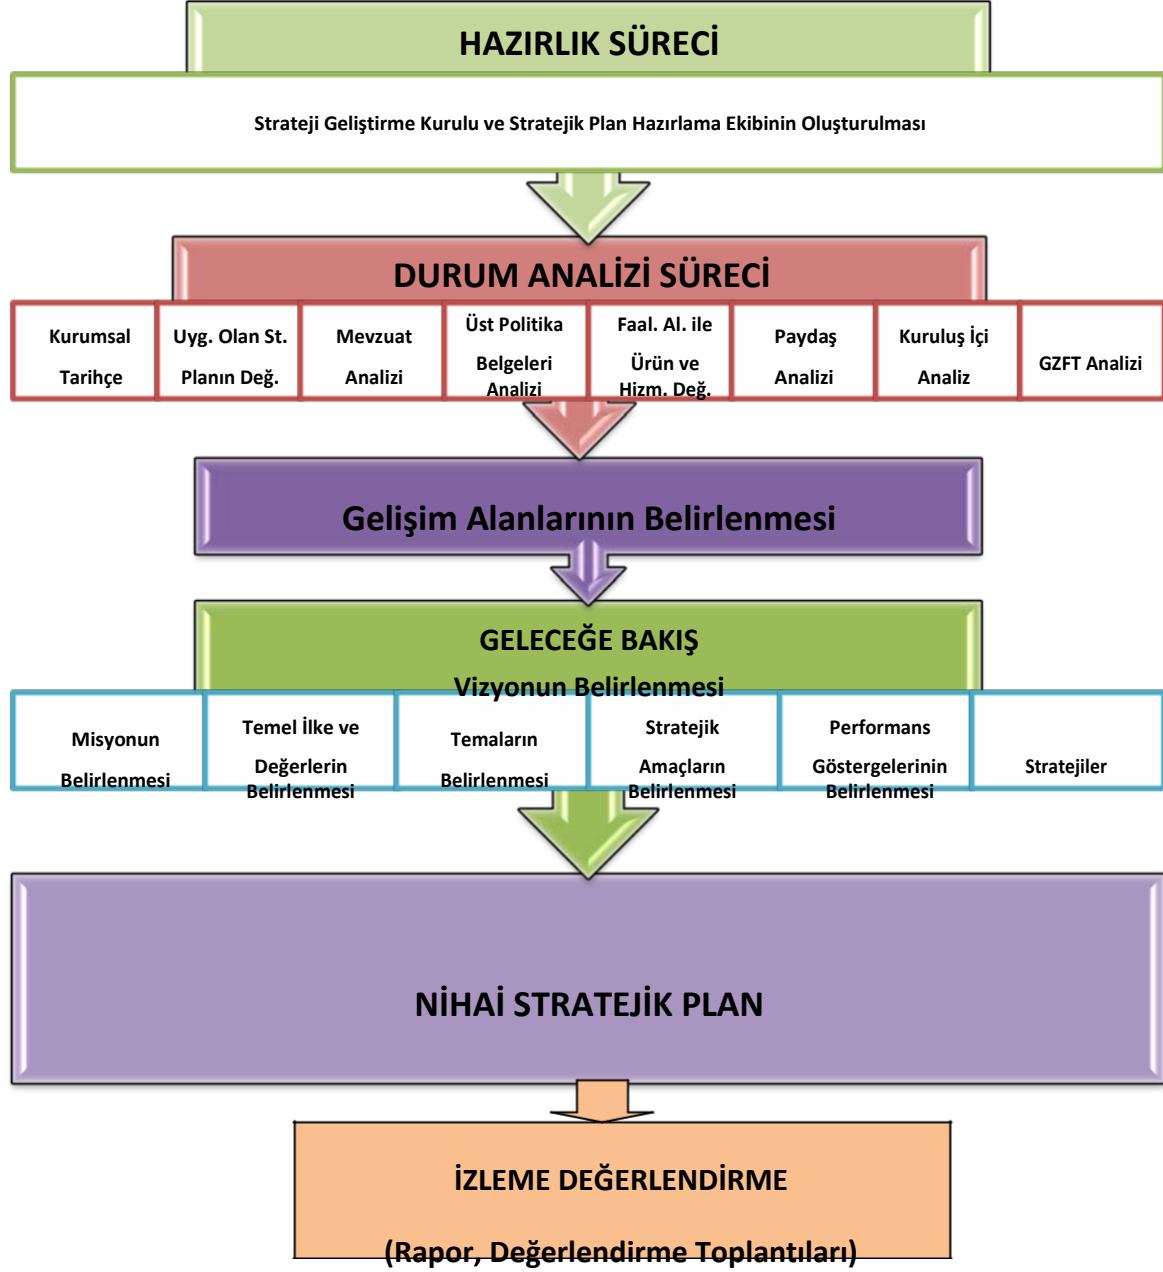 HAZIRLIK SÜRECİ
Strateji Geliştirme Kurulu ve Stratejik Plan Hazırlama Ekibinin Oluşturulması
DURUM ANALİZİ SÜRECİ
Kurumsal
Tarihçe
Uyg. Olan St.
Planın Değ.
Mevzuat
Analizi
Üst Politika
Belgeleri
Analizi
Faal. Al. ile
Ürün ve
Hizm. Değ.
Paydaş
Analizi
Kuruluş İçi
Analiz
GZFT Analizi
Gelişim Alanlarının Belirlenmesi
GELECEĞE BAKIŞ
Vizyonun Belirlenmesi
Misyonun
Belirlenmesi
Temel İlke ve
Değerlerin
Belirlenmesi
Temaların
Belirlenmesi
Stratejik
Amaçların
Belirlenmesi
Performans
Göstergelerinin
Belirlenmesi
Stratejiler
NİHAİ STRATEJİK PLAN
İZLEME DEĞERLENDİRME
(Rapor, Değerlendirme Toplantıları)